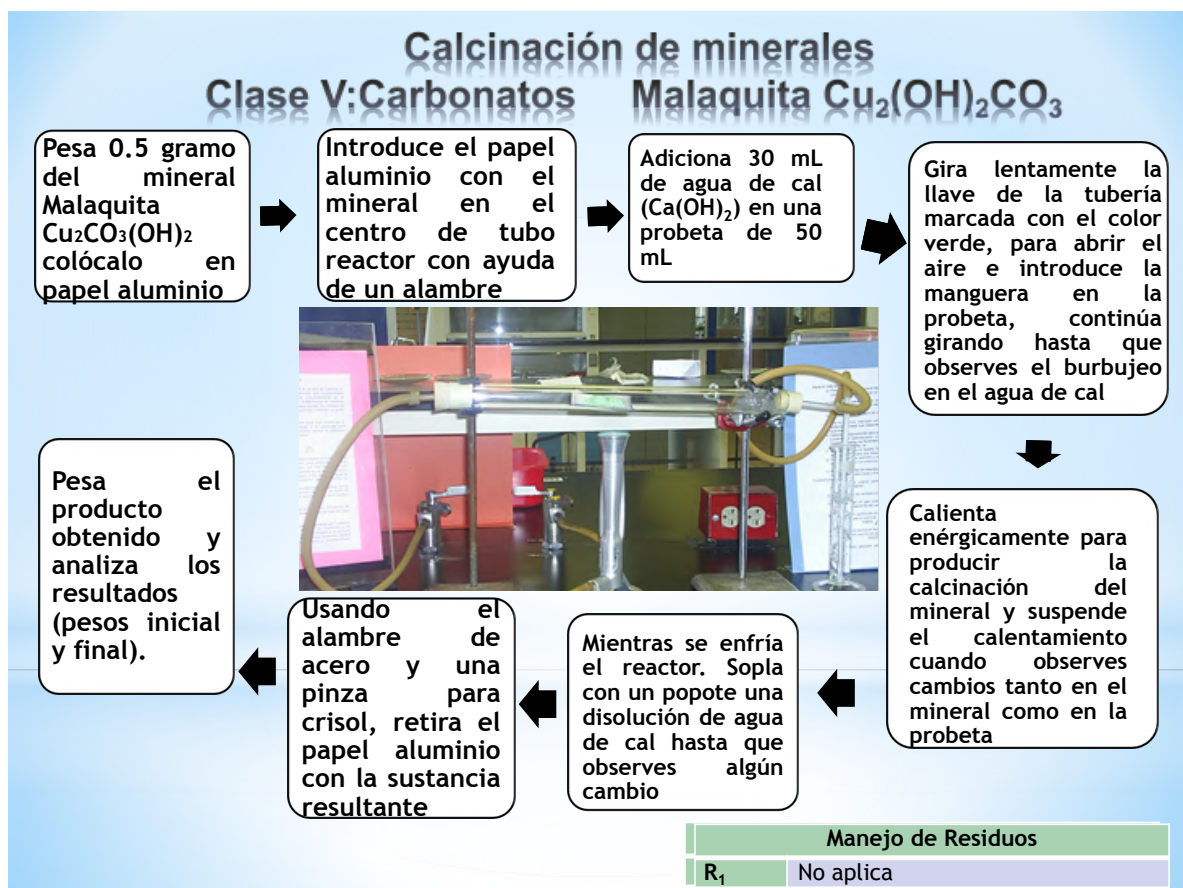 Calcinación de minerales
Clase V:Carbonatos Malaquita Cu₂(OH)₂CO₃
Pesa 0.5 gramo
del mineral
Malaquita
Cu₂CO₃(OH)₂
colócalo en
papel aluminio
Introduce el papel
aluminio con el
mineral en el
centro de tubo
reactor con ayuda
de un alambre
Adiciona 30 mL
de agua de cal
(Ca(OH)₂) en una
probeta de 50
mL
Gira lentamente la
llave de la tubería
marcada con el color
verde, para abrir el
aire e introduce la
manguera en la
probeta, continúa
girando hasta que
observes el burbujeo
en el agua de cal
Calienta
enérgicamente para
producir la
calcinación del
mineral y suspende
el calentamiento
cuando observes
cambios tanto en el
mineral como en la
probeta
Mientras se enfría
el reactor. Sopla
con un popote una
disolución de agua
de cal hasta que
observes algún
cambio
Usando el
alambre de
acero y una
pinza para
crisol, retira el
papel aluminio
con la sustancia
resultante
Pesa el
producto
obtenido y
analiza los
resultados
(pesos inicial
y final).
Manejo de Residuos
R₁ No aplica